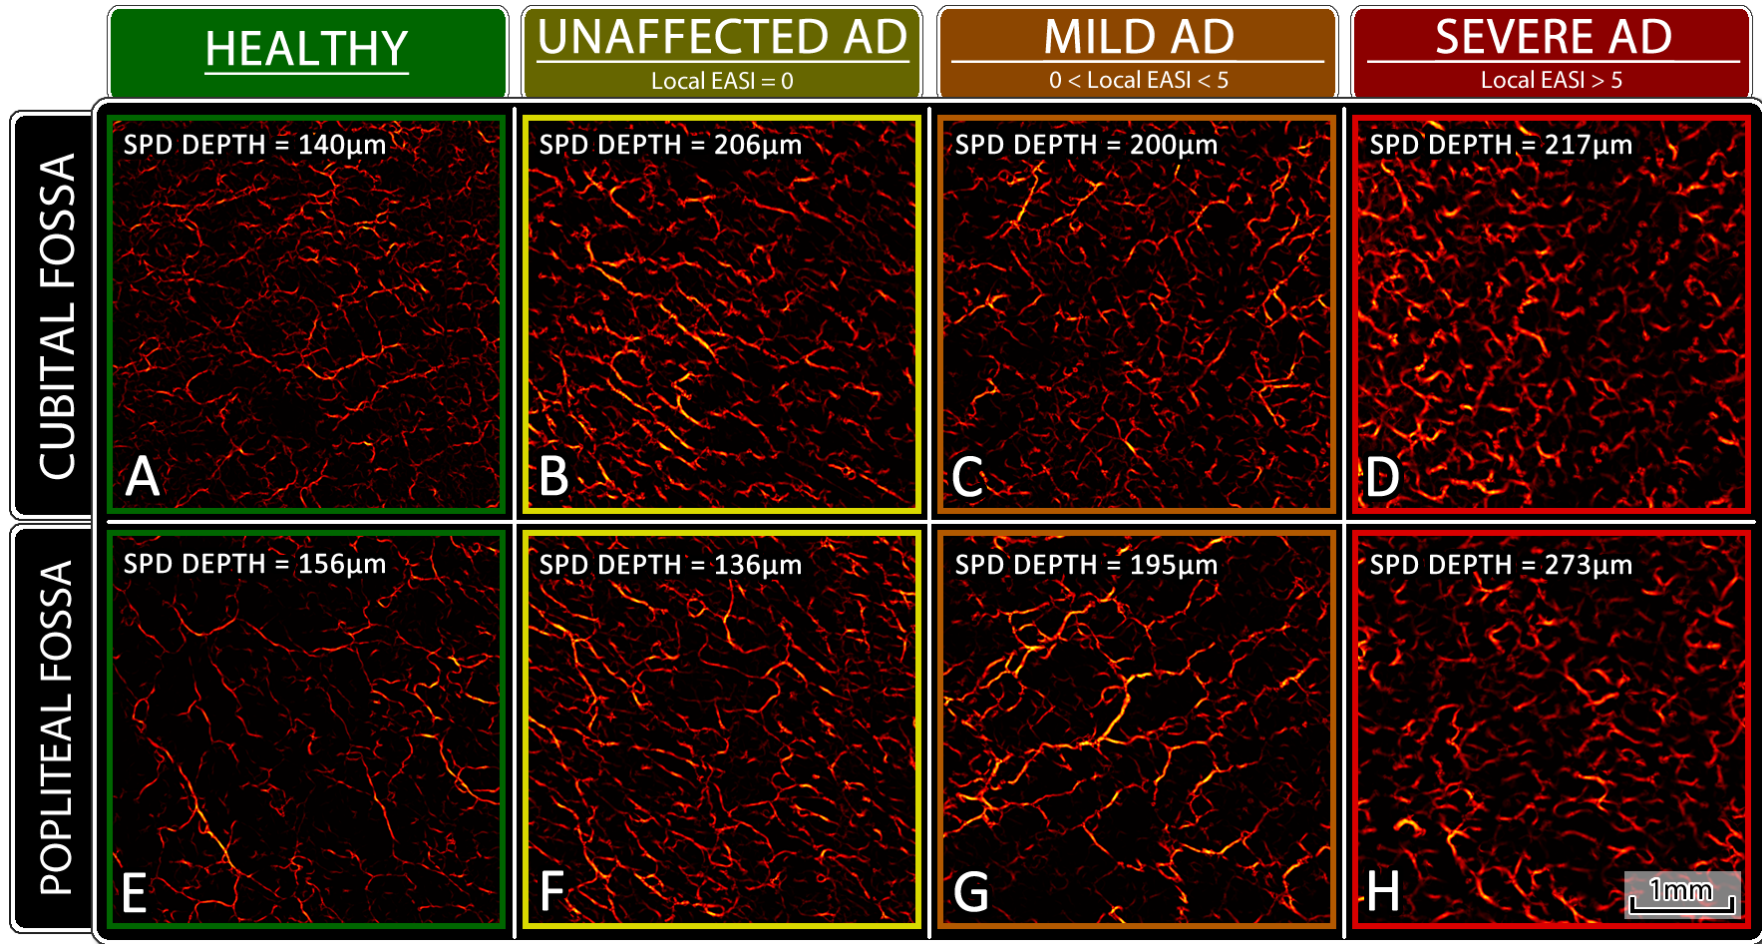 HEALTHY
UNAFFECTED AD
Local EASI = 0
MILD AD
0 < Local EASI < 5
SEVERE AD
Local EASI > 5
CUBITAL FOSSA
SPD DEPTH = 140µm
A
SPD DEPTH = 206µm
B
SPD DEPTH = 200µm
C
SPD DEPTH = 217µm
D
POPLITEAL FOSSA
SPD DEPTH = 156µm
E
SPD DEPTH = 136µm
F
SPD DEPTH = 195µm
G
SPD DEPTH = 273µm
H
1mm